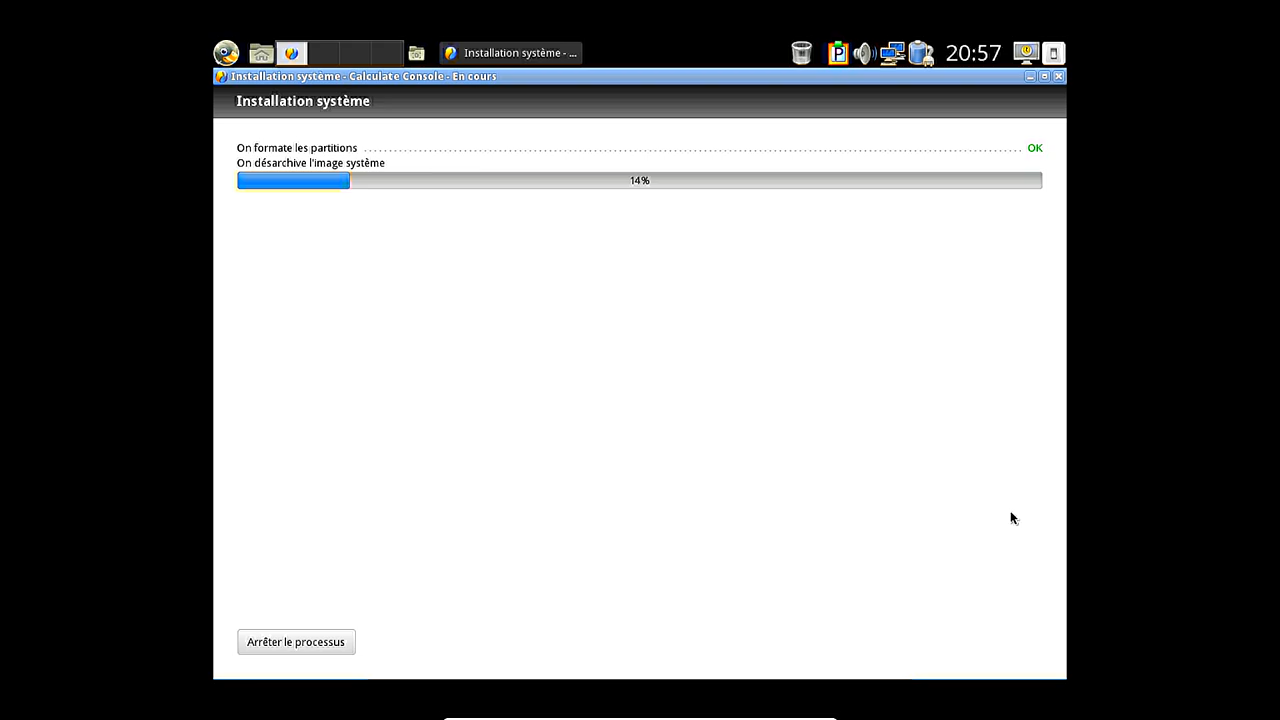 Installation système - ...
P
20:57
Installation système - Calculate Console - En cours
Installation système
On formate les partitions OK
On désarchive l'image système
14%
Arrêter le processus